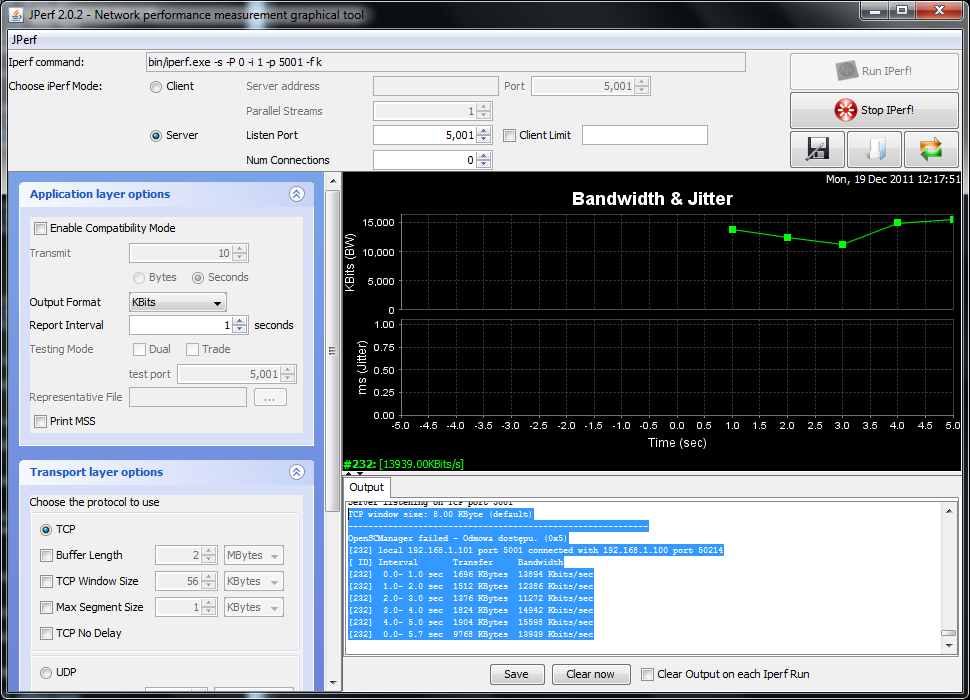 JPerf 2.0.2 - Network performance measurement graphical tool
JPerf
Iperf command:
bin/iperf.exe -s -P 0 -i 1 -p 5001 -f k
Choose iPerf Mode:
Client
Server address
Port
5,001
Parallel Streams
1
Server
Listen Port
5,001
Client Limit
Num Connections
0
Run IPerf!
Stop IPerf!
Application layer options
Enable Compatibility Mode
Transmit
10
Bytes
Seconds
Output Format
KBits
Report Interval
1
seconds
Testing Mode
Dual
Trade
test port
5,001
Representative File
...
Print MSS
Transport layer options
Choose the protocol to use
TCP
Buffer Length
2
MBytes
TCP Window Size
56
KBytes
Max Segment Size
1
KBytes
TCP No Delay
UDP
Mon, 19 Dec 2011 12:17:51
Bandwidth & Jitter
KBits (BW)
15,000
10,000
5,000
0
ms (Jitter)
1.00
0.75
0.50
0.25
0.00
-5.0 -4.5 -4.0 -3.5 -3.0 -2.5 -2.0 -1.5 -1.0 -0.5 0.0 0.5 1.0 1.5 2.0 2.5 3.0 3.5 4.0 4.5 5.0
Time (sec)
#232: [13939.00KBits/s]
Output
Server listening on TCP port 5001
TCP window size: 8.00 KByte (default)
------------------------------------------------------------
OpenSCManager failed - Odmowa dostępu. (0x5)
[232] local 192.168.1.101 port 5001 connected with 192.168.1.100 port 50214
[ ID] Interval Transfer Bandwidth
[232] 0.0- 1.0 sec 1696 KBytes 13894 Kbits/sec
[232] 1.0- 2.0 sec 1512 KBytes 12386 Kbits/sec
[232] 2.0- 3.0 sec 1376 KBytes 11272 Kbits/sec
[232] 3.0- 4.0 sec 1824 KBytes 14942 Kbits/sec
[232] 4.0- 5.0 sec 1904 KBytes 15598 Kbits/sec
[232] 0.0- 5.7 sec 9768 KBytes 13939 Kbits/sec
Save
Clear now
Clear Output on each Iperf Run